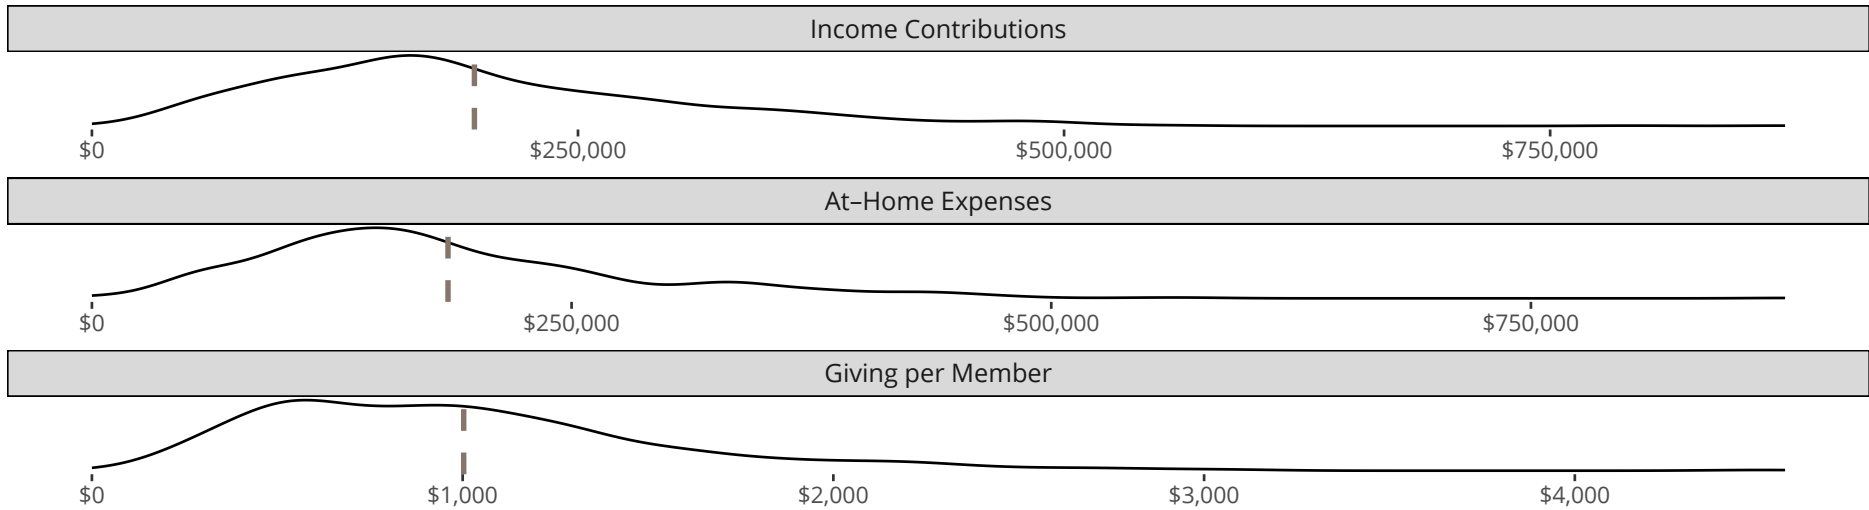 Income Contributions
$0 $250,000 $500,000 $750,000
At–Home Expenses
$0 $250,000 $500,000 $750,000
Giving per Member
$0 $1,000 $2,000 $3,000 $4,000